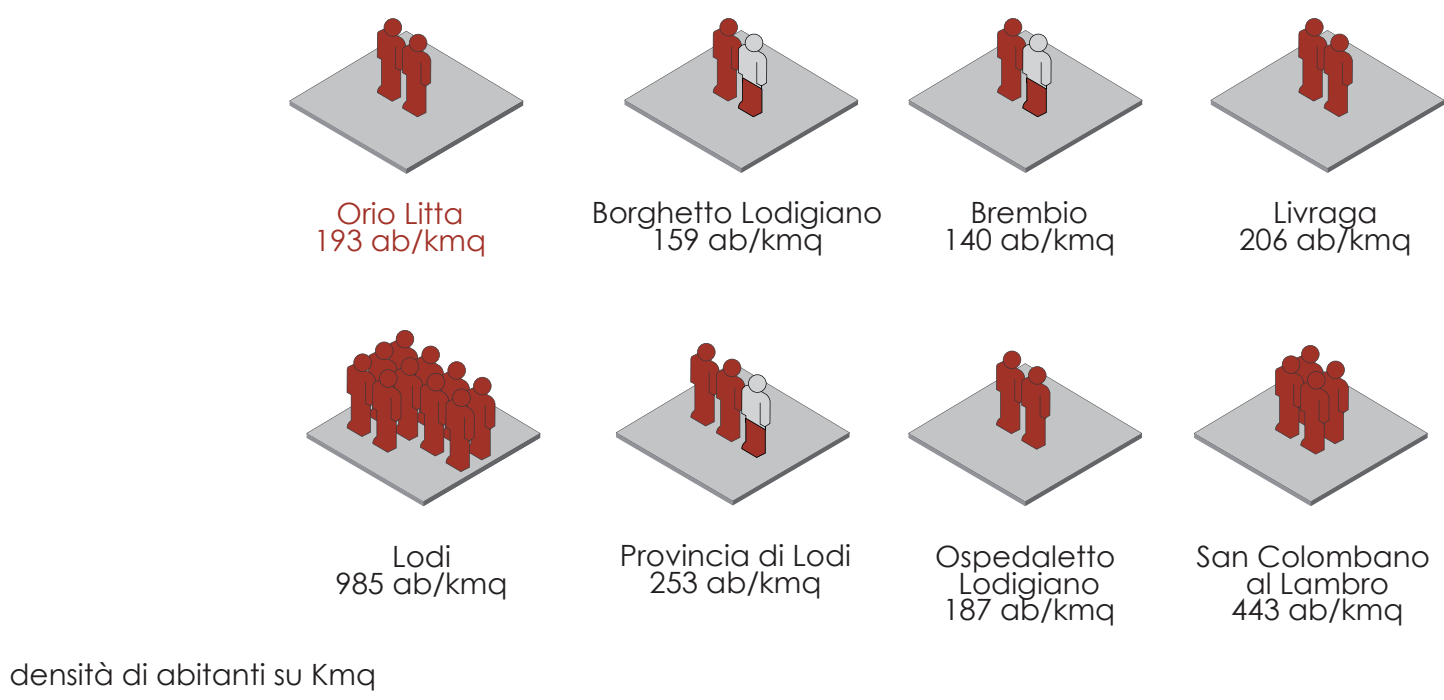 Orio Litta
193 ab/kmq
Borghetto Lodigiano
159 ab/kmq
Brembio
140 ab/kmq
Livraga
206 ab/kmq
Lodi
985 ab/kmq
Provincia di Lodi
253 ab/kmq
Ospedaletto
Lodigiano
187 ab/kmq
San Colombano
al Lambro
443 ab/kmq
densità di abitanti su Kmq